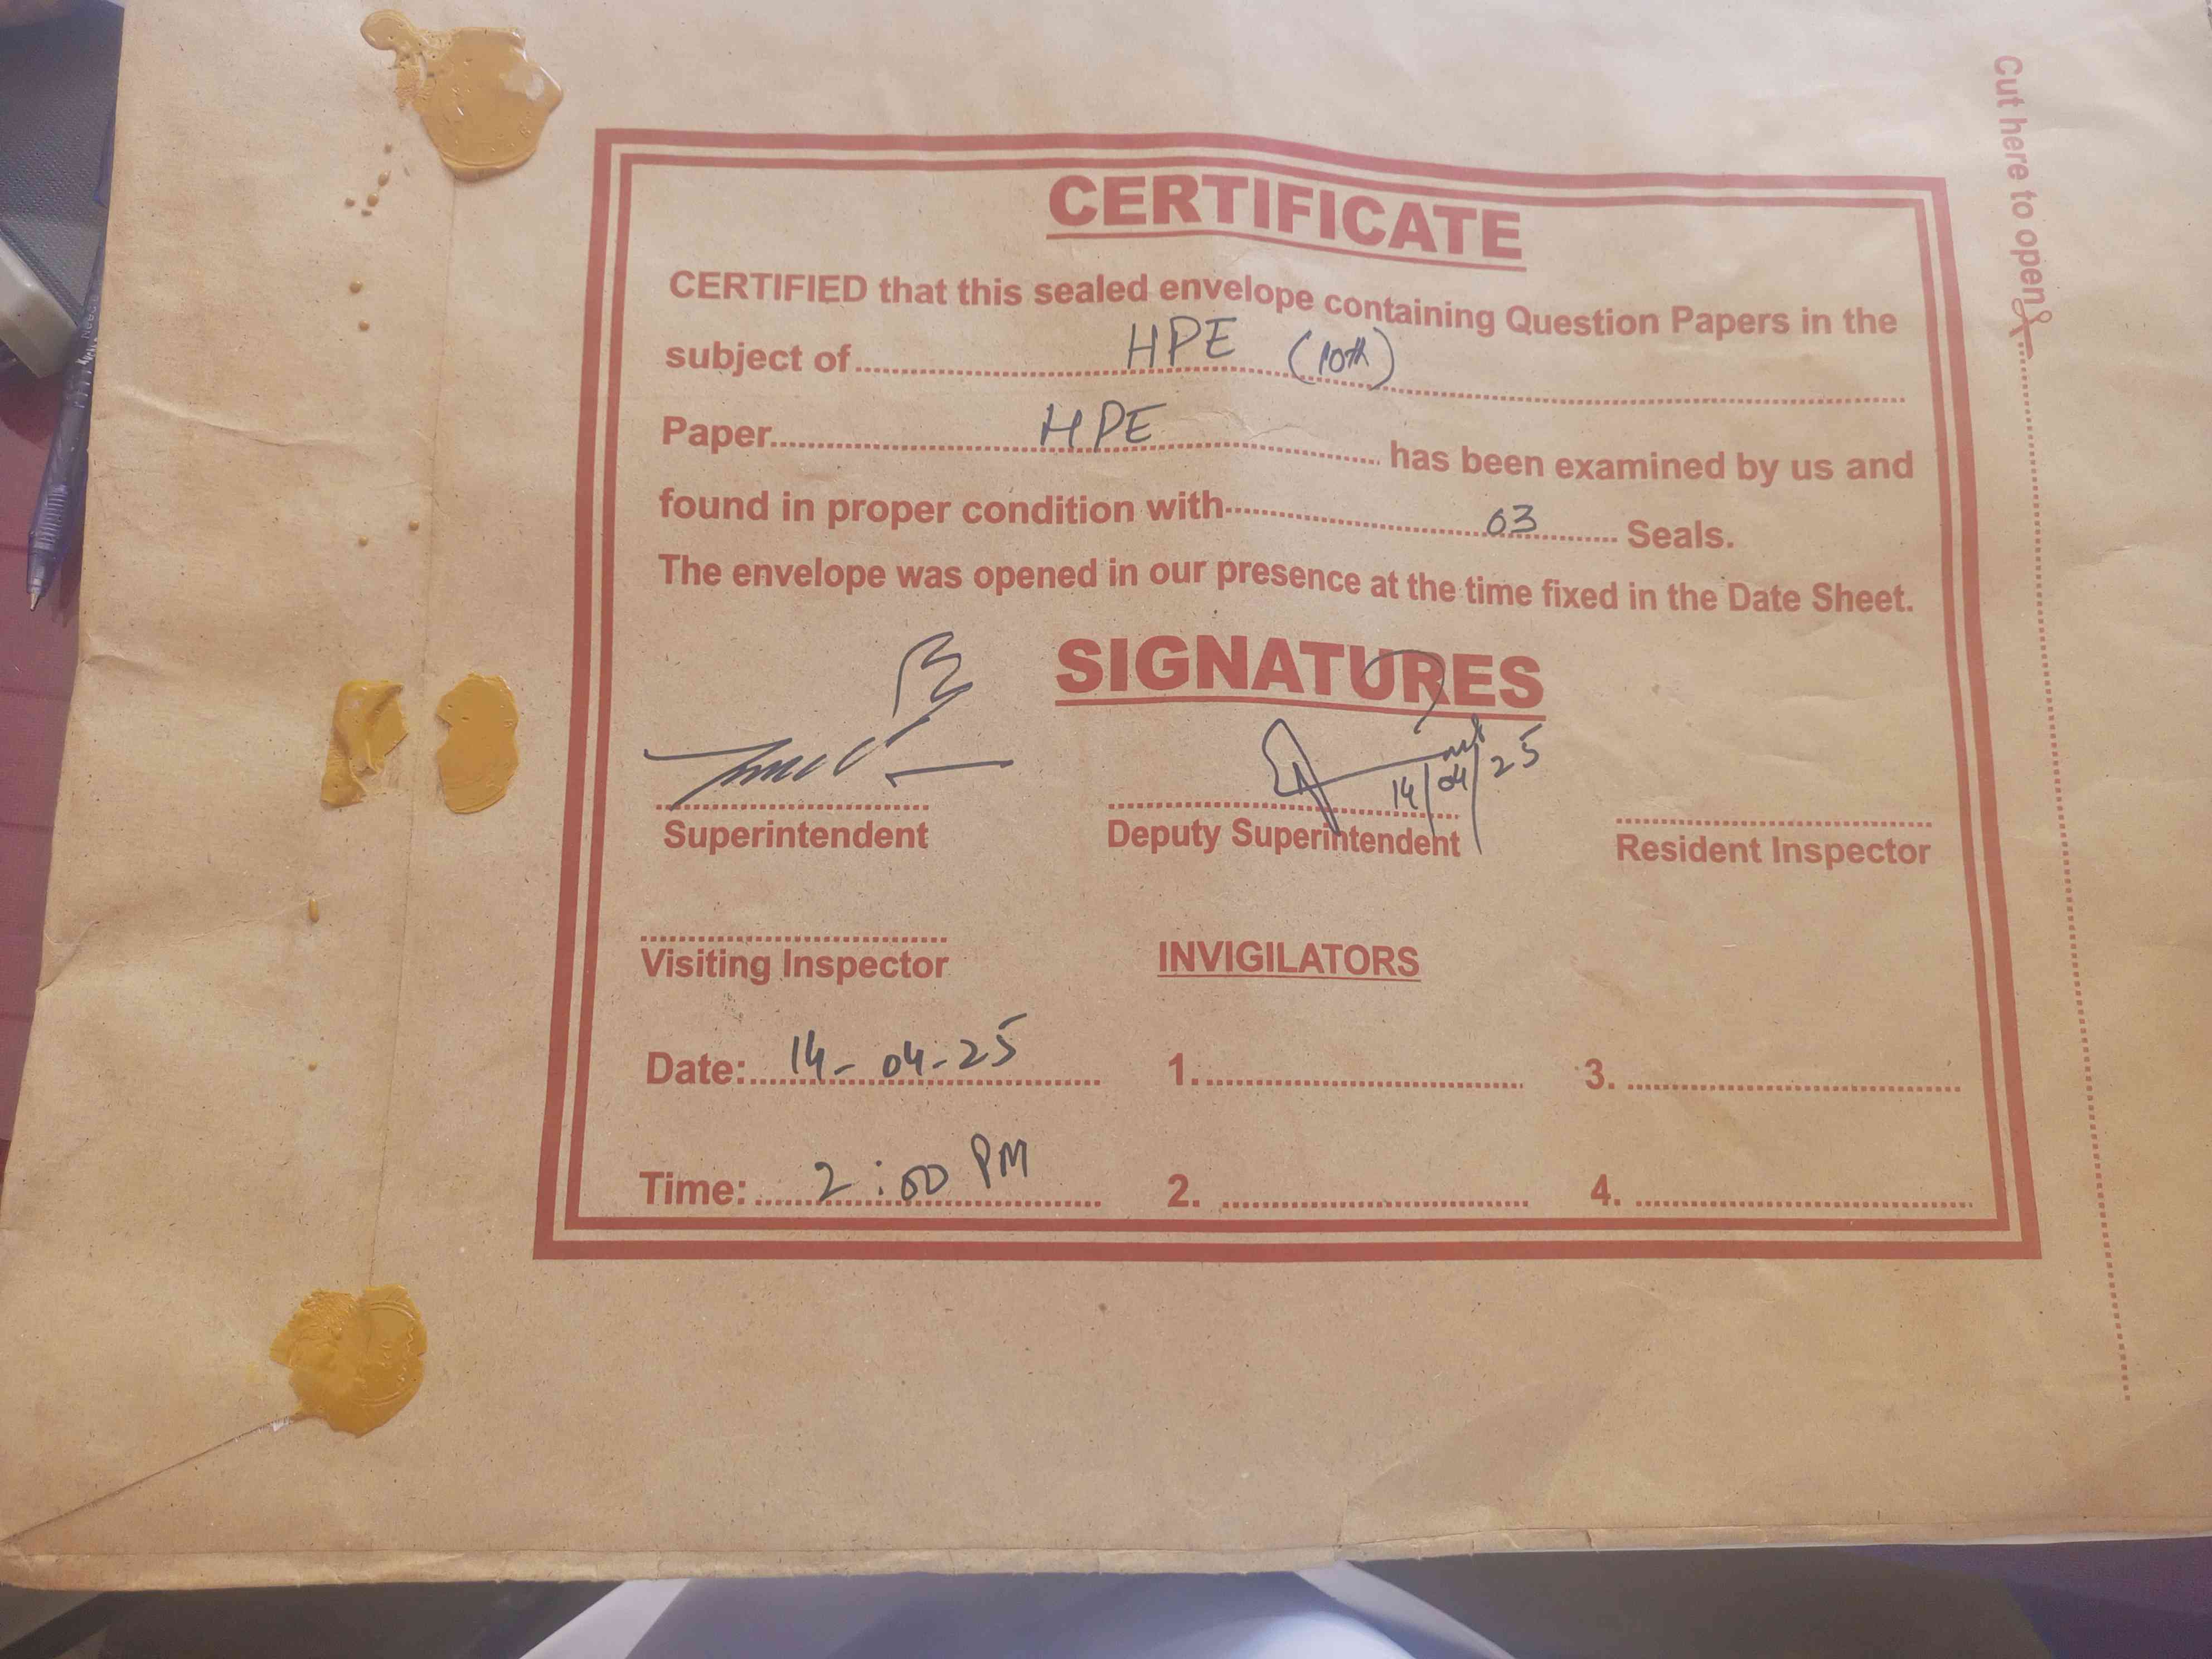 Cut here to open
CERTIFICATE
CERTIFIED that this sealed envelope containing Question Papers in the
subject of HPE (10th)
Paper HPE has been examined by us and
found in proper condition with 03 Seals.
The envelope was opened in our presence at the time fixed in the Date Sheet.
SIGNATURES
14/04/25
Superintendent Deputy Superintendent Resident Inspector
Visiting Inspector INVIGILATORS
Date: 14-04-25 1. 3.
Time: 2:00 PM 2. 4.